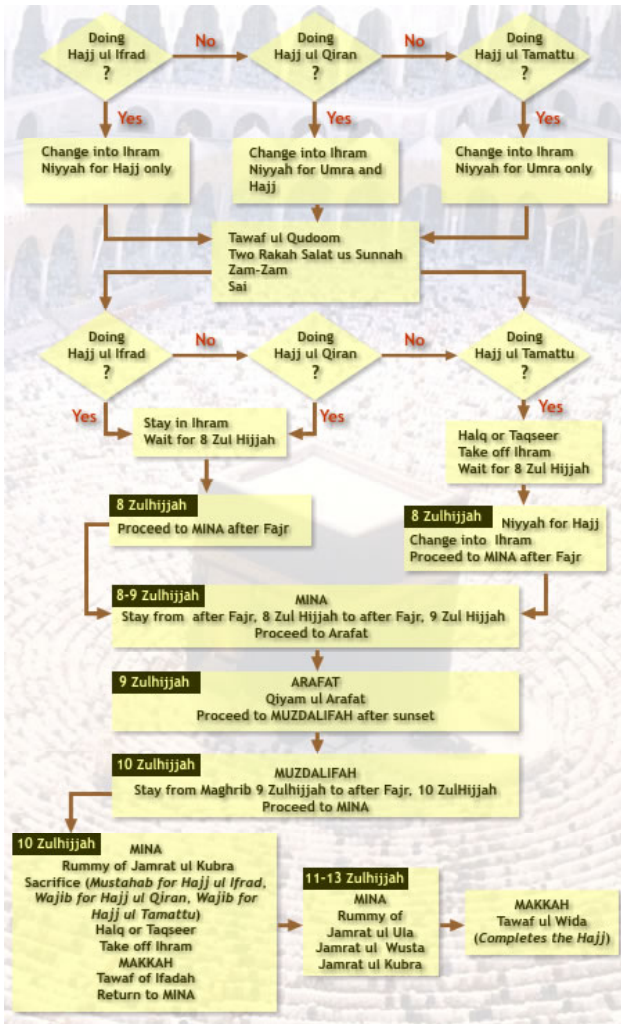 Doing
Hajj ul Ifrad
?
No
Doing
Hajj ul Qiran
?
No
Doing
Hajj ul Tamattu
?
Yes
Yes
Yes
Change into Ihram
Niyyah for Hajj only
Change into Ihram
Niyyah for Umra and
Hajj
Change into Ihram
Niyyah for Umra only
Tawaf ul Qudoom
Two Rakah Salat us Sunnah
Zam-Zam
Sai
Doing
Hajj ul Ifrad
?
No
Doing
Hajj ul Qiran
?
No
Doing
Hajj ul Tamattu
?
Yes
Yes
Yes
Stay in Ihram
Wait for 8 Zul Hijjah
Halq or Taqseer
Take off Ihram
Wait for 8 Zul Hijjah
8 Zulhijjah
Proceed to MINA after Fajr
8 Zulhijjah
Niyyah for Hajj
Change into Ihram
Proceed to MINA after Fajr
8-9 Zulhijjah
MINA
Stay from after Fajr, 8 Zul Hijjah to after Fajr, 9 Zul Hijjah
Proceed to Arafat
9 Zulhijjah
ARAFAT
Qiyam ul Arafat
Proceed to MUZDALIFAH after sunset
10 Zulhijjah
MUZDALIFAH
Stay from Maghrib 9 Zulhijjah to after Fajr, 10 ZulHijjah
Proceed to MINA
10 Zulhijjah
MINA
Rummy of Jamrat ul Kubra
Sacrifice (Mustahab for Hajj ul Ifrad,
Wajib for Hajj ul Qiran, Wajib for
Hajj ul Tamattu)
Halq or Taqseer
Take off Ihram
MAKKAH
Tawaf of Ifadah
Return to MINA
11-13 Zulhijjah
MINA
Rummy of
Jamrat ul Ula
Jamrat ul Wusta
Jamrat ul Kubra
MAKKAH
Tawaf ul Wida
(Completes the Hajj)